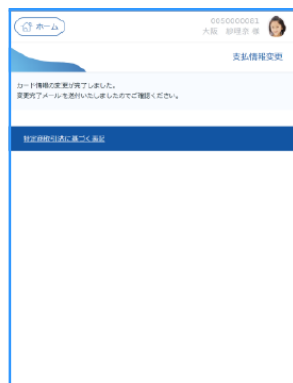 ホーム
0650000061
大阪 紗理奈 様
支払情報変更
カード情報の変更が完了しました。
変更完了メールを送付いたしましたのでご確認ください。
特定商取引法に基づく表記